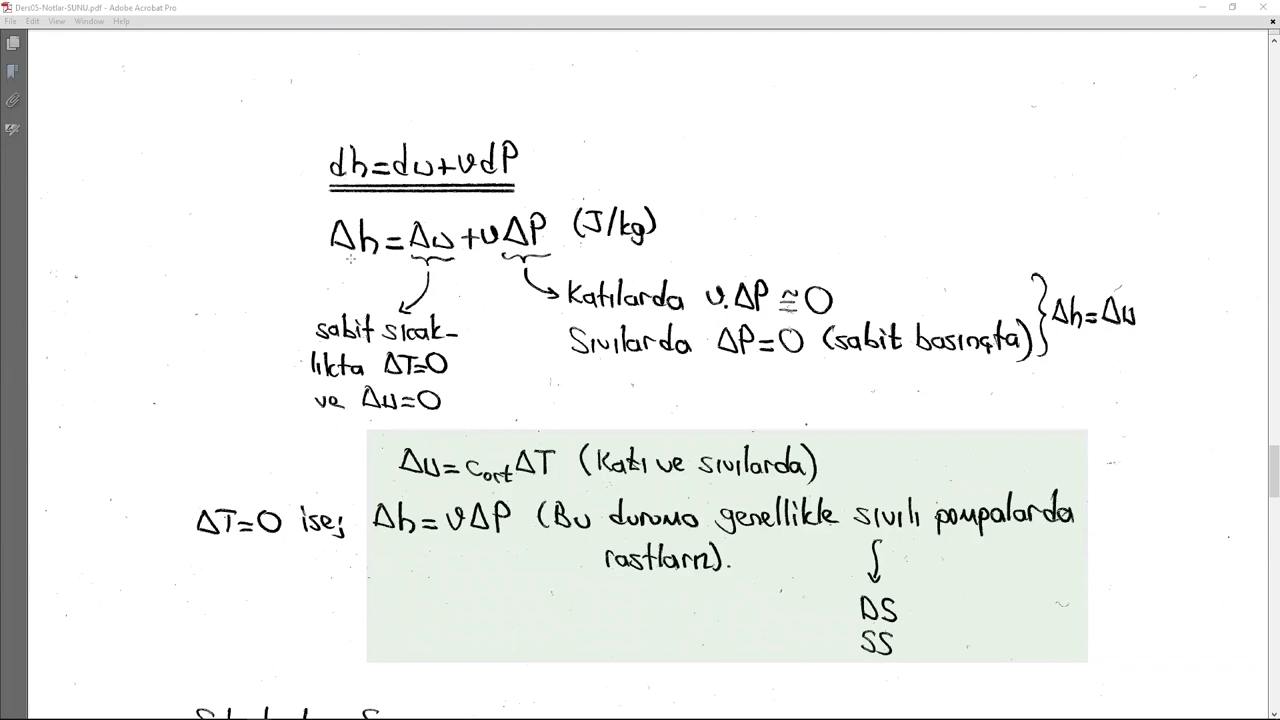 Ders05-Notlar-SUNU.pdf - Adobe Acrobat Pro
File Edit View Window Help
dh=du+vdP
Δh=Δu+vΔP (J/kg)
Katılarda v.ΔP≅0
Sıvılarda ΔP=0 (sabit basınçta)
Δh=Δu
sabit sıcak-
lıkta ΔT=0
ve Δu=0
Δu=cortΔT (Katı ve sıvılarda)
ΔT=0 ise; Δh=vΔP (Bu duruma genellikle sıvılı pompalarda
rastlarız).
DS
SS